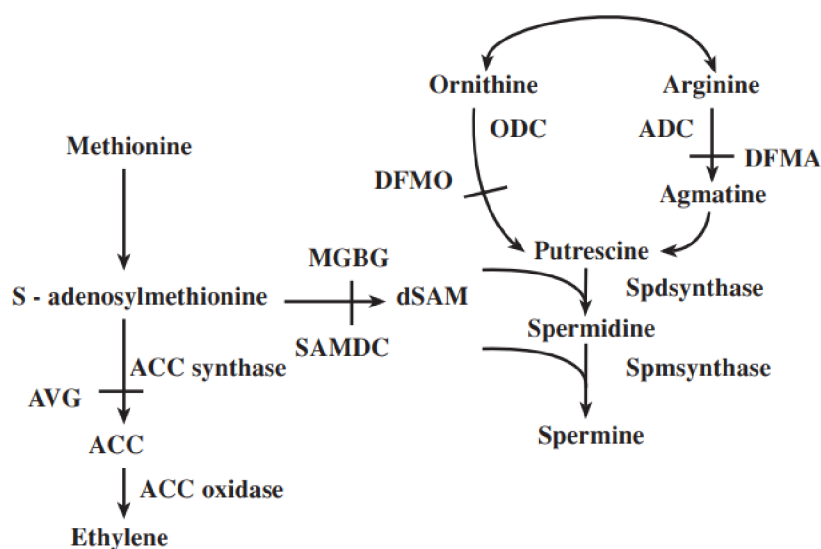 Ornithine
Arginine
ODC
ADC
Methionine
DFMO
DFMA
Agmatine
Putrescine
MGBG
S - adenosylmethionine
dSAM
Spdsynthase
Spermidine
SAMDC
ACC synthase
Spmsynthase
AVG
ACC
Spermine
ACC oxidase
Ethylene